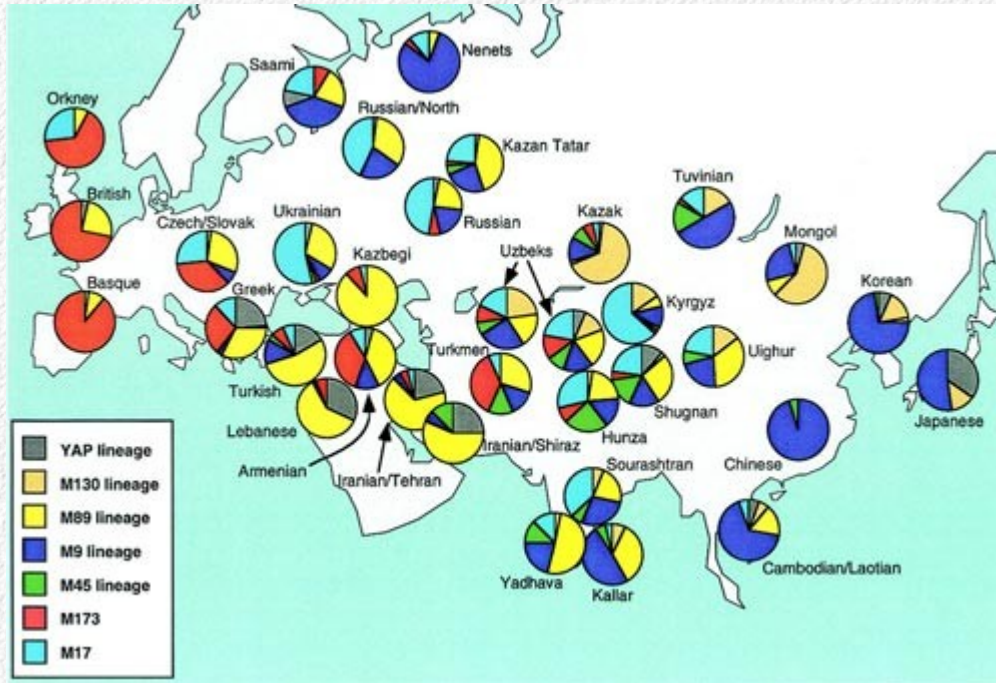 Nenets
Saami
Orkney
Russian/North
Kazan Tatar
Tuvinian
British
Czech/Slovak
Ukrainian
Russian
Kazak
Uzbeks
Mongol
Kazbegi
Basque
Greek
Korean
Kyrgyz
Turkmen
Uighur
Turkish
Shugnan
Japanese
Lebanese
Hunza
Iranian/Shiraz
Armenian
Iranian/Tehran
Sourashtran
Chinese
Cambodian/Laotian
Yadhava
Kallar
YAP lineage
M130 lineage
M89 lineage
M9 lineage
M45 lineage
M173
M17